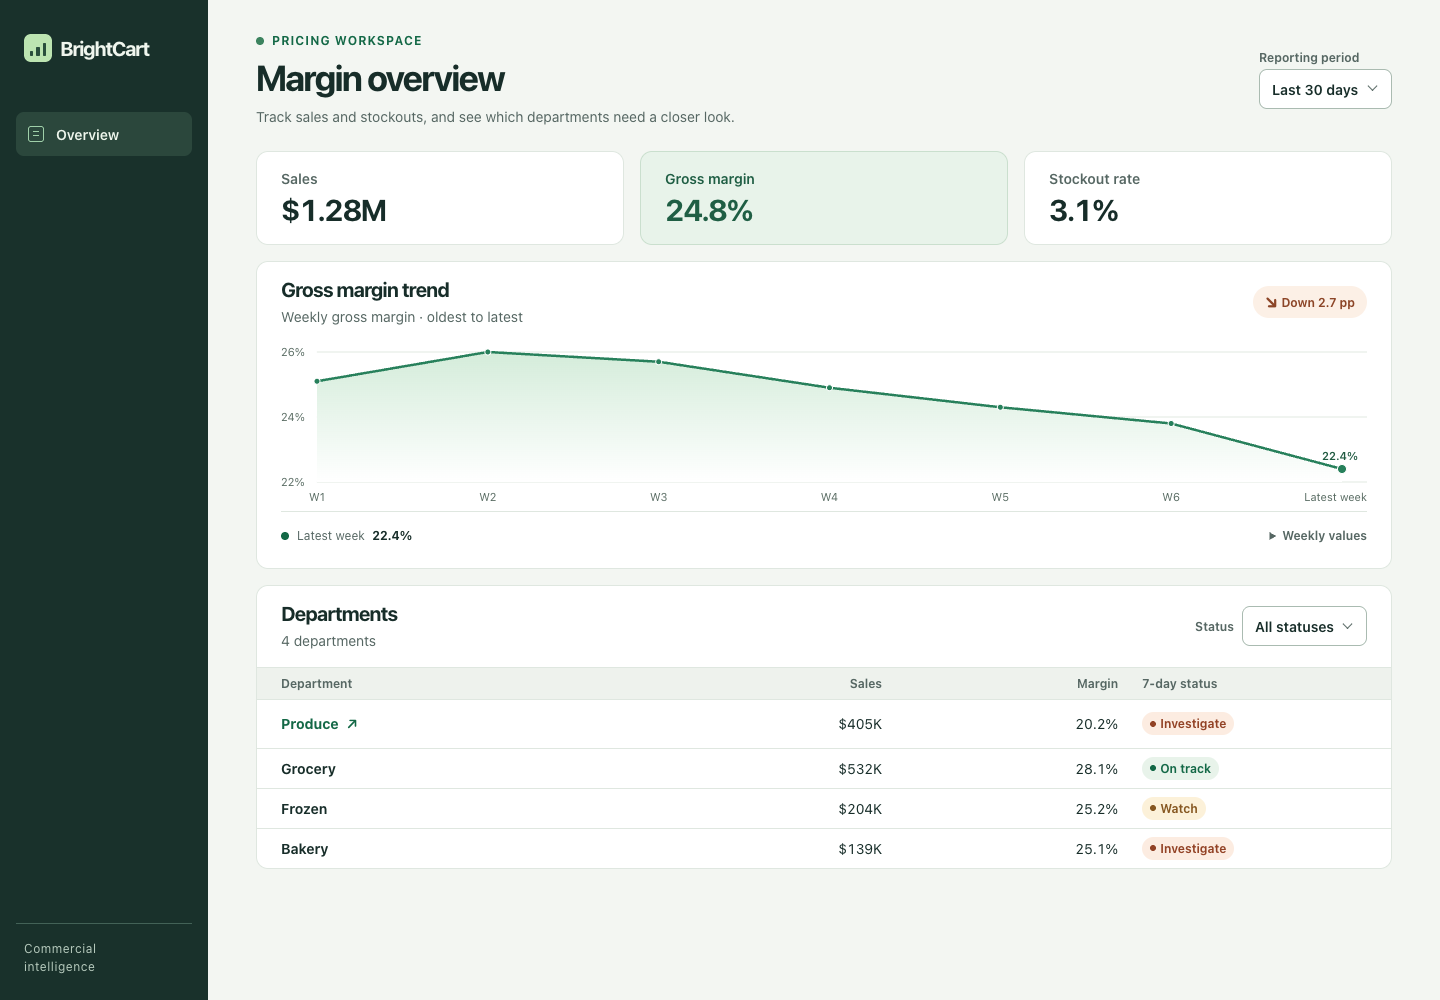 BrightCart
Overview
Commercial
intelligence
PRICING WORKSPACE
Margin overview
Track sales and stockouts, and see which departments need a closer look.
Reporting period
Last 30 days
Sales
$1.28M
Gross margin
24.8%
Stockout rate
3.1%
Gross margin trend
Weekly gross margin · oldest to latest
Down 2.7 pp
26%
24%
22%
22.4%
W1 W2 W3 W4 W5 W6 Latest week
Latest week 22.4%
Weekly values
Departments
4 departments
Status All statuses
Department Sales Margin 7-day status
Produce $405K 20.2% Investigate
Grocery $532K 28.1% On track
Frozen $204K 25.2% Watch
Bakery $139K 25.1% Investigate